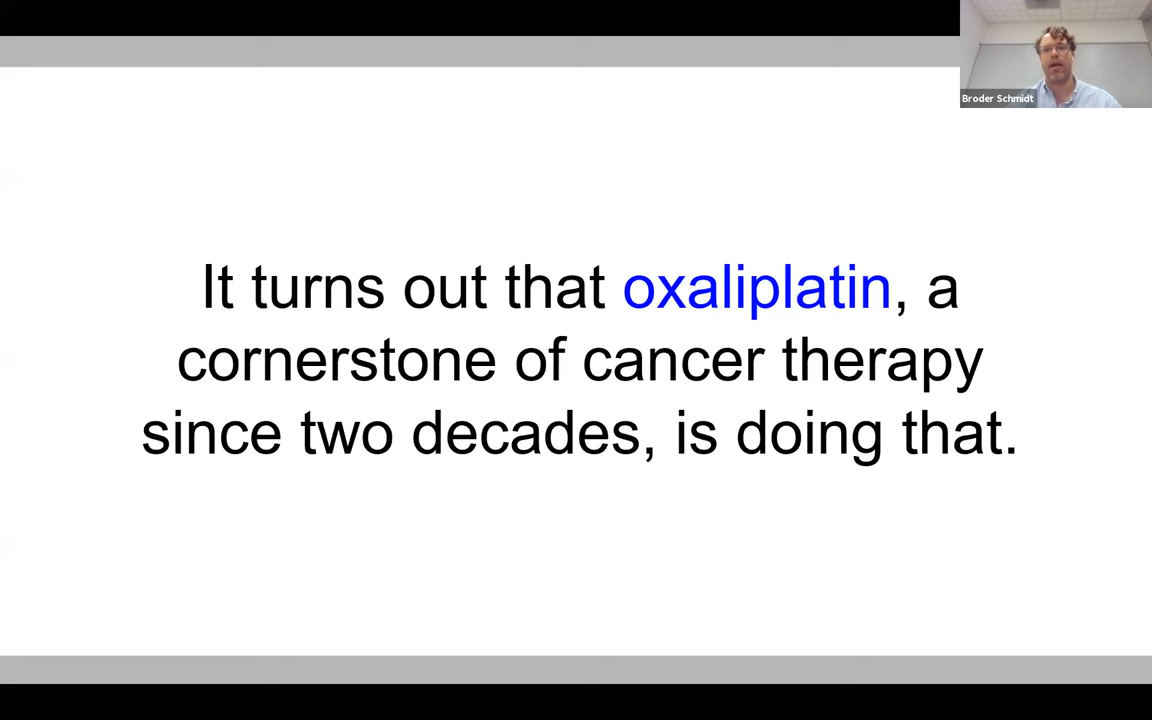 Broder Schmidt
It turns out that oxaliplatin, a
cornerstone of cancer therapy
since two decades, is doing that.